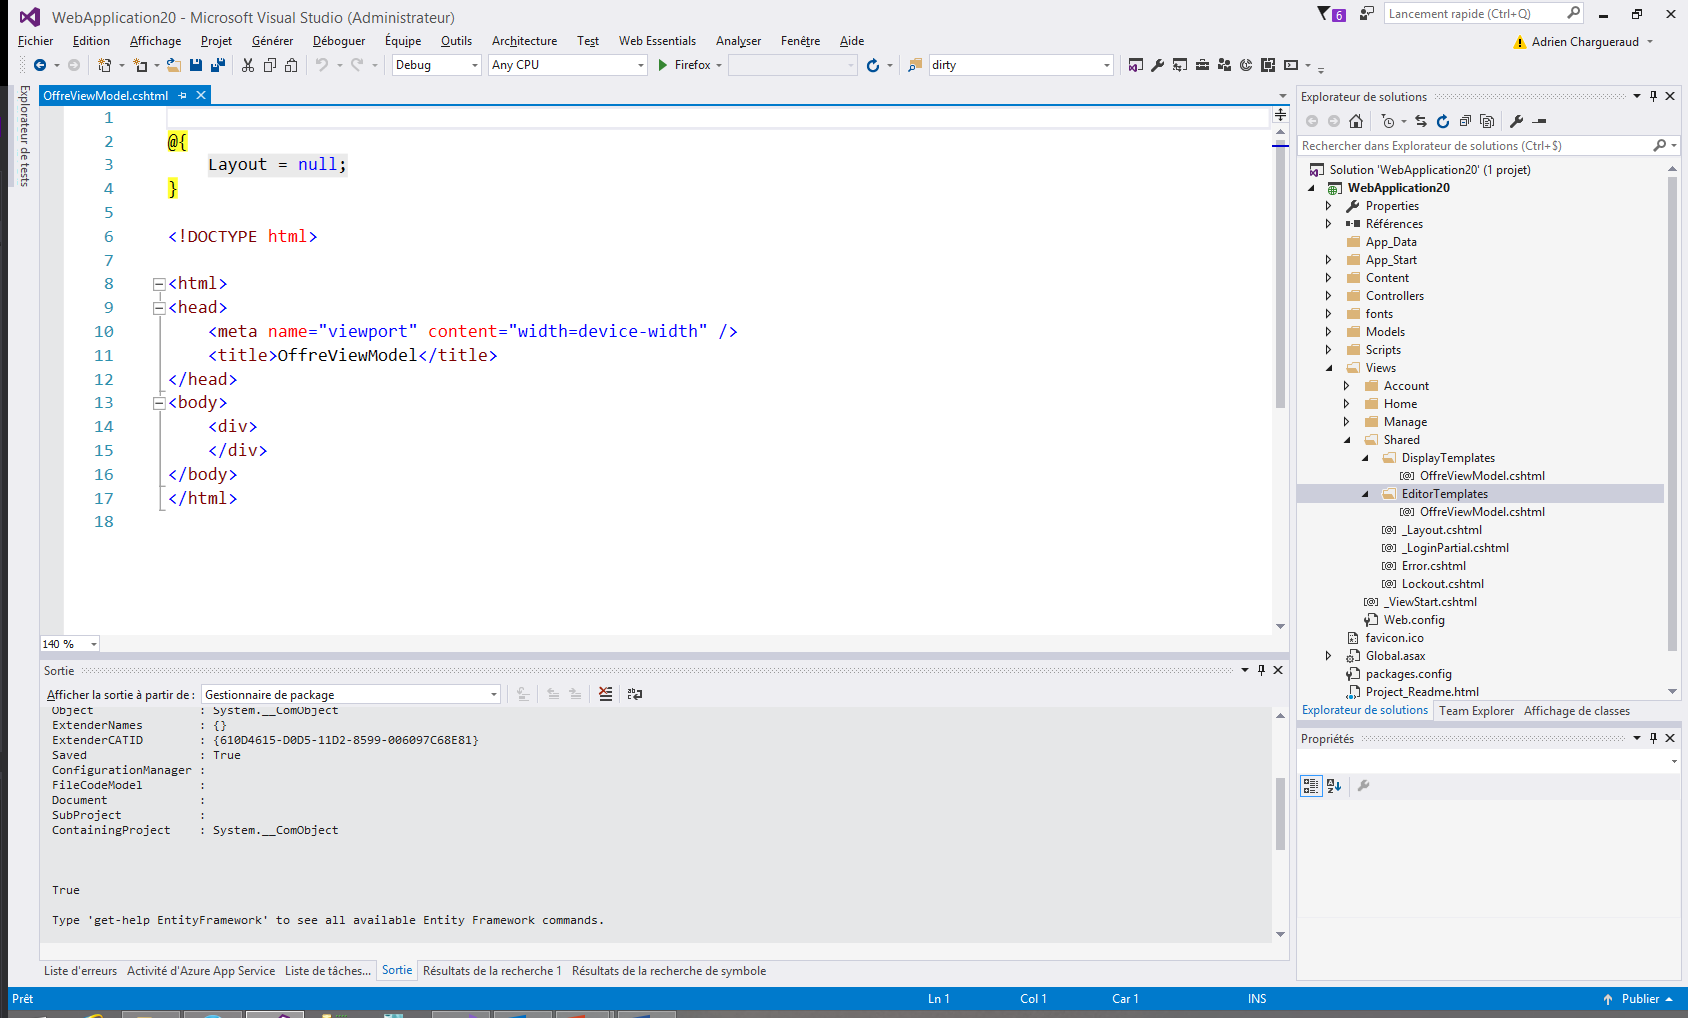 WebApplication20 - Microsoft Visual Studio (Administrateur)
6
Lancement rapide (Ctrl+Q)
Fichier Edition Affichage Projet Générer Déboguer Équipe Outils Architecture Test Web Essentials Analyser Fenêtre Aide
Adrien Chargueraud
Debug
Any CPU
Firefox
dirty
Explorateur de tests
OffreViewModel.cshtml
1
2 @{
3 Layout = null;
4 }
5
6 <!DOCTYPE html>
7
8 <html>
9 <head>
10 <meta name="viewport" content="width=device-width" />
11 <title>OffreViewModel</title>
12 </head>
13 <body>
14 <div>
15 </div>
16 </body>
17 </html>
18
140 %
Sortie
Afficher la sortie à partir de : Gestionnaire de package
Object : System.__ComObject
ExtenderNames : {}
ExtenderCATID : {610D4615-D0D5-11D2-8599-006097C68E81}
Saved : True
ConfigurationManager :
FileCodeModel :
Document :
SubProject :
ContainingProject : System.__ComObject
True
Type 'get-help EntityFramework' to see all available Entity Framework commands.
Liste d'erreurs Activité d'Azure App Service Liste de tâches... Sortie Résultats de la recherche 1 Résultats de la recherche de symbole
Explorateur de solutions
Rechercher dans Explorateur de solutions (Ctrl+$)
Solution 'WebApplication20' (1 projet)
WebApplication20
Properties
Références
App_Data
App_Start
Content
Controllers
fonts
Models
Scripts
Views
Account
Home
Manage
Shared
DisplayTemplates
OffreViewModel.cshtml
EditorTemplates
OffreViewModel.cshtml
_Layout.cshtml
_LoginPartial.cshtml
Error.cshtml
Lockout.cshtml
_ViewStart.cshtml
Web.config
favicon.ico
Global.asax
packages.config
Project_Readme.html
Explorateur de solutions Team Explorer Affichage de classes
Propriétés
Prêt
Ln 1 Col 1 Car 1 INS
Publier